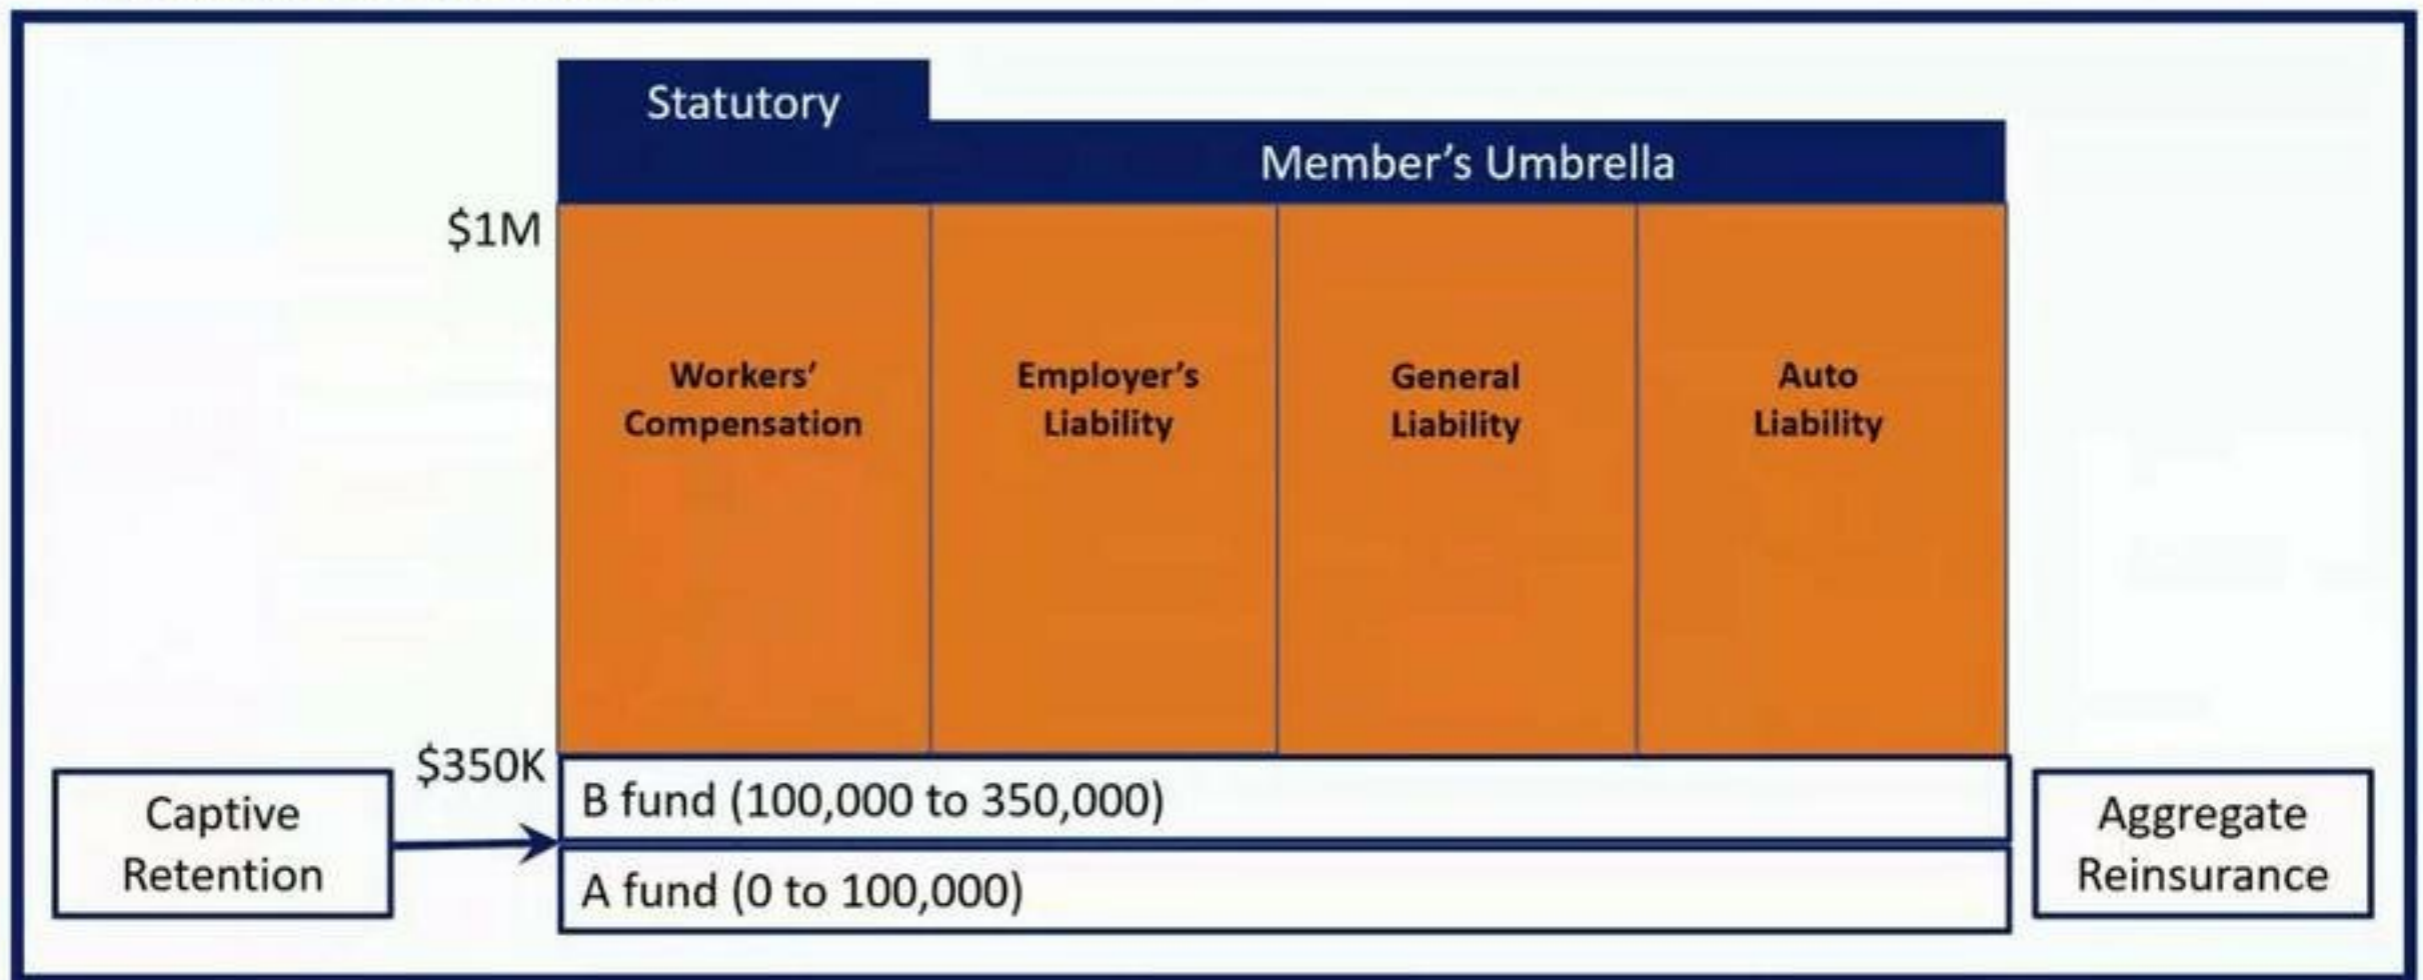 Statutory
Member's Umbrella
$1M
Workers'
Compensation
Employer's
Liability
General
Liability
Auto
Liability
$350K
Captive
Retention
B fund (100,000 to 350,000)
A fund (0 to 100,000)
Aggregate
Reinsurance